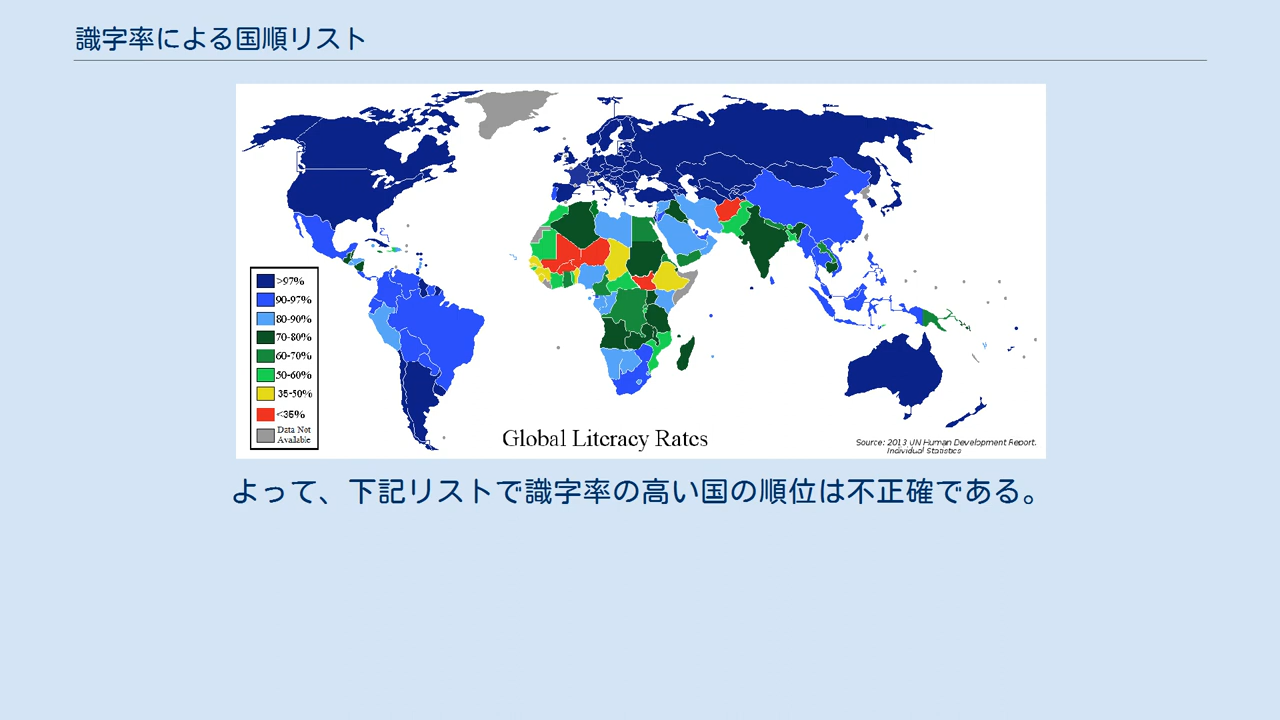 識字率による国順リスト
>97%
90-97%
80-90%
70-80%
60-70%
50-60%
35-50%
<35%
Data Not
Available
Global Literacy Rates
Source: 2013 UN Human Development Report.
Individual Statistics
よって、下記リストで識字率の高い国の順位は不正確である。